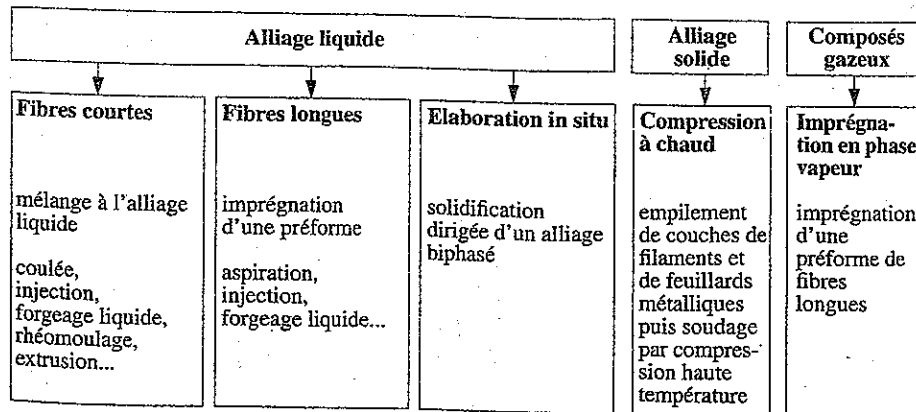 Alliage liquide
Alliage
solide
Composés
gazeux
Fibres courtes
mélange à l'alliage
liquide
coulée,
injection,
forgeage liquide,
rhéomoulage,
extrusion...
Fibres longues
imprégnation
d'une préforme
aspiration,
injection,
forgeage liquide...
Elaboration in situ
solidification
dirigée d'un alliage
biphasé
Compression
à chaud
empilement
de couches de
filaments et
de feuillards
métalliques
puis soudage
par compres-
sion haute
température
Imprégna-
tion en phase
vapeur
imprégnation
d'une
préforme de
fibres
longues